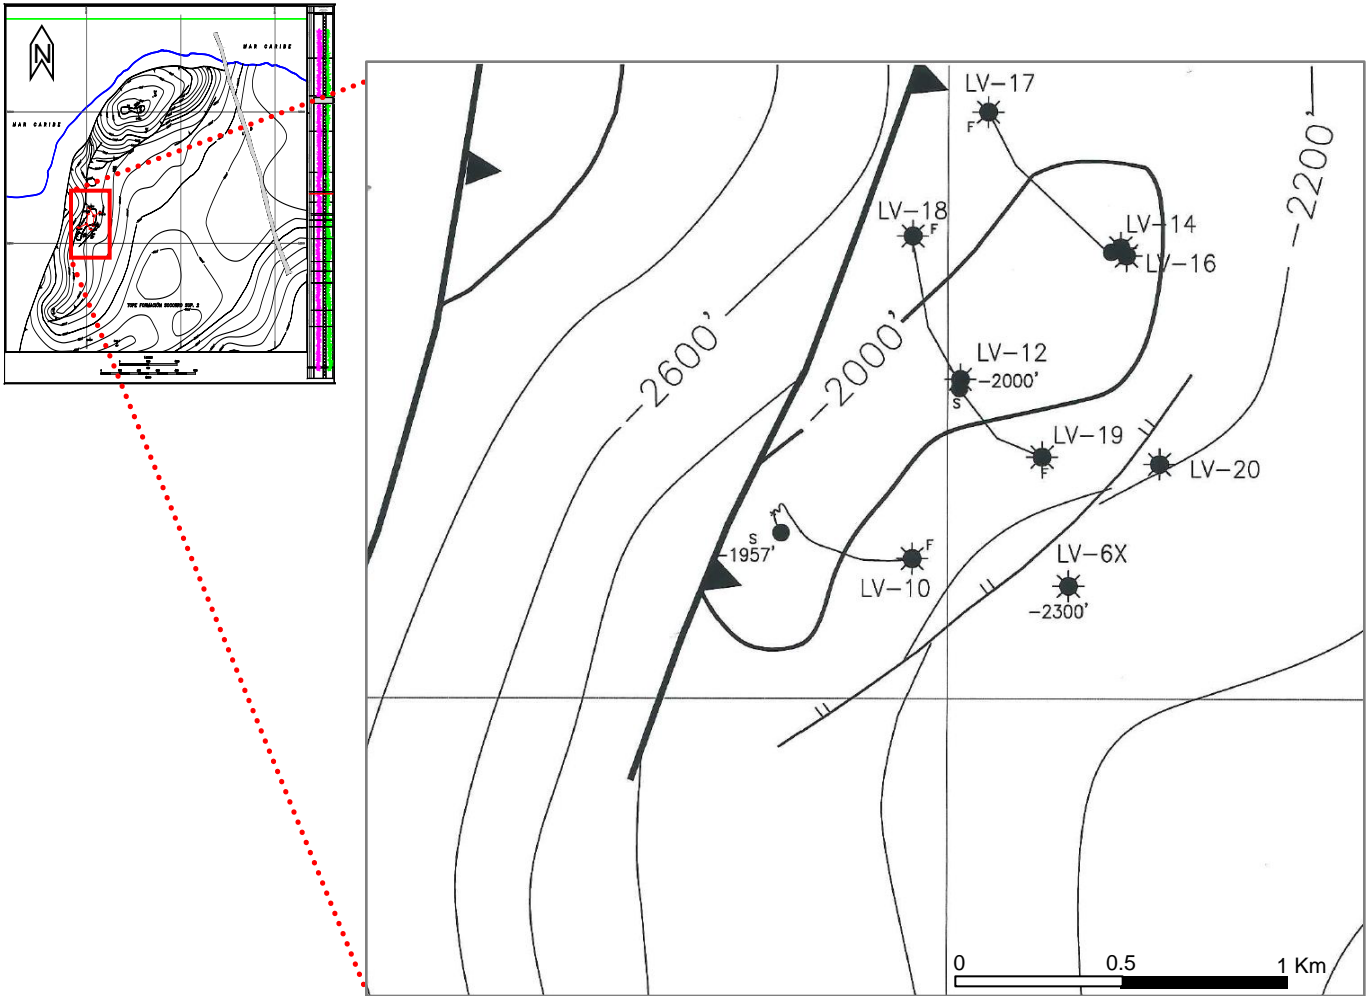 N
MAR CARIBE
MAR CARIBE
LV-17
F
LV-18
F
LV-14
LV-16
-2200'
-2600'
-2000'
LV-12
-2000'
S
LV-19
F
LV-20
S
-1957'
F
LV-10
LV-6X
-2300'
0 0.5 1 Km